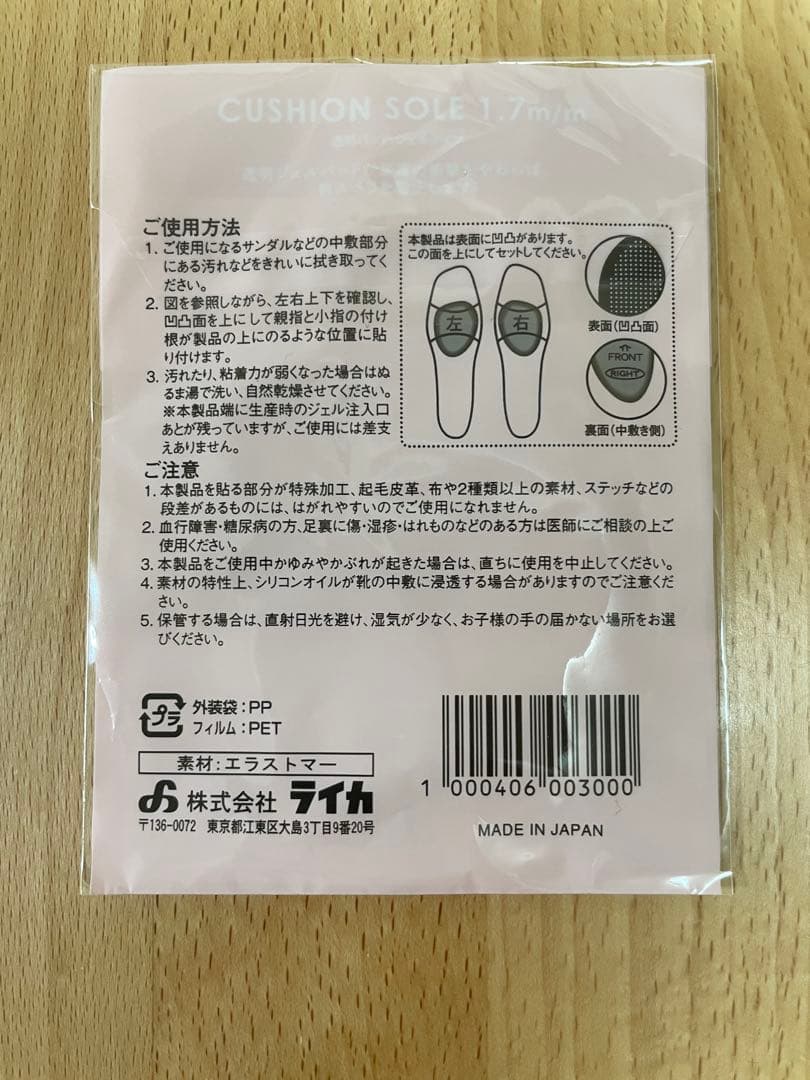 CUSHION SOLE 1.7m/m
ご使用方法
1. ご使用になるサンダルなどの中敷部分
にある汚れなどをきれいに拭き取ってく
ださい。
2. 図を参照しながら、左右上下を確認し、
凹凸面を上にして親指と小指の付け
根が製品の上にのるような位置に貼
り付けます。
3. 汚れたり、粘着力が弱くなった場合はぬ
るま湯で洗い、自然乾燥させてください。
※本製品端に生産時のジェル注入口
あとが残っていますが、ご使用には差支
えありません。
本製品は表面に凹凸があります。
この面を上にしてセットしてください。
左
右
表面(凹凸面)
FRONT
RIGHT
裏面(中敷き側)
ご注意
1. 本製品を貼る部分が特殊加工、起毛皮革、布や2種類以上の素材、ステッチなどの
段差があるものには、はがれやすいのでご使用になれません。
2. 血行障害・糖尿病の方、足裏に傷・湿疹・はれものなどのある方は医師にご相談の上ご
使用ください。
3. 本製品をご使用中かゆみやかぶれが起きた場合は、直ちに使用を中止してください。
4. 素材の特性上、シリコンオイルが靴の中敷に浸透する場合がありますのでご注意くだ
さい。
5. 保管する場合は、直射日光を避け、湿気が少なく、お子様の手の届かない場所をお選
びください。
プラ
外装袋:PP
フィルム:PET
素材:エラストマー
株式会社 ライカ
〒136-0072 東京都江東区大島3丁目9番20号
1 000406 003000
MADE IN JAPAN